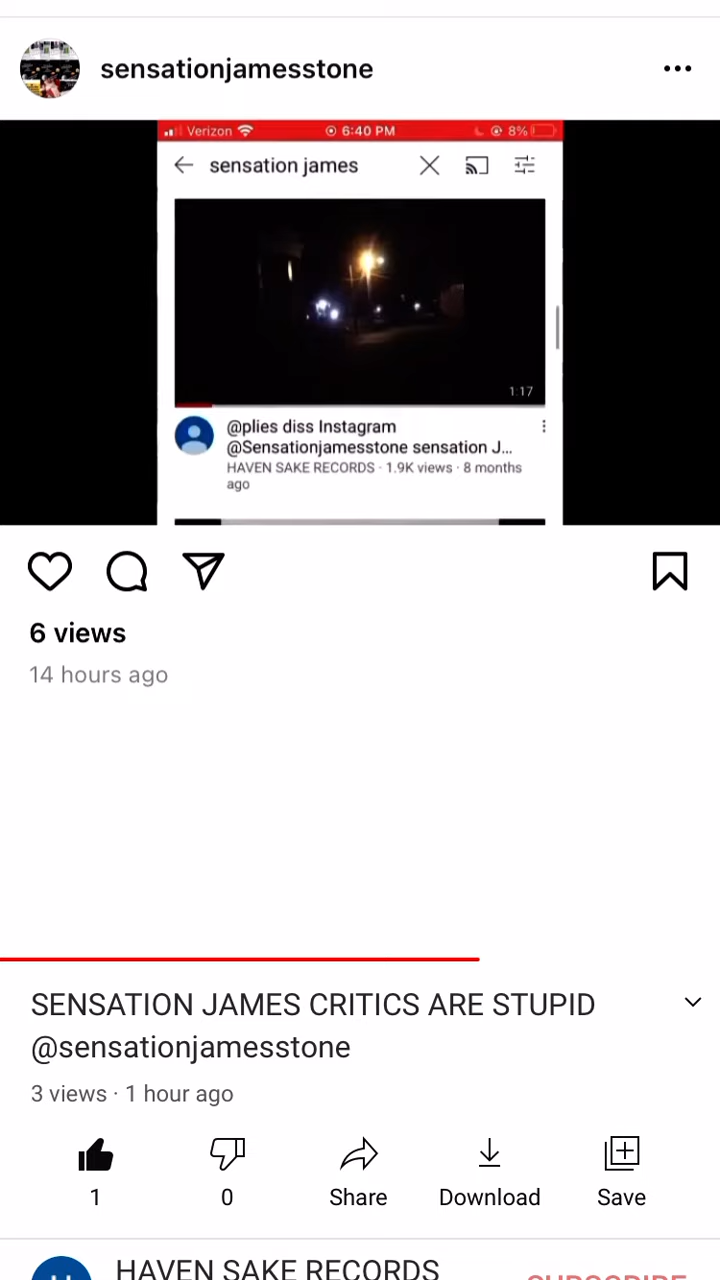 sensationjamesstone
Verizon 6:40 PM 8%
sensation james
1:17
@plies diss Instagram
@Sensationjamesstone sensation J...
HAVEN SAKE RECORDS · 1.9K views · 8 months
ago
6 views
14 hours ago
SENSATION JAMES CRITICS ARE STUPID
@sensationjamesstone
3 views · 1 hour ago
1 0 Share Download Save
HAVEN SAKE RECORDS SUBSCRIBE